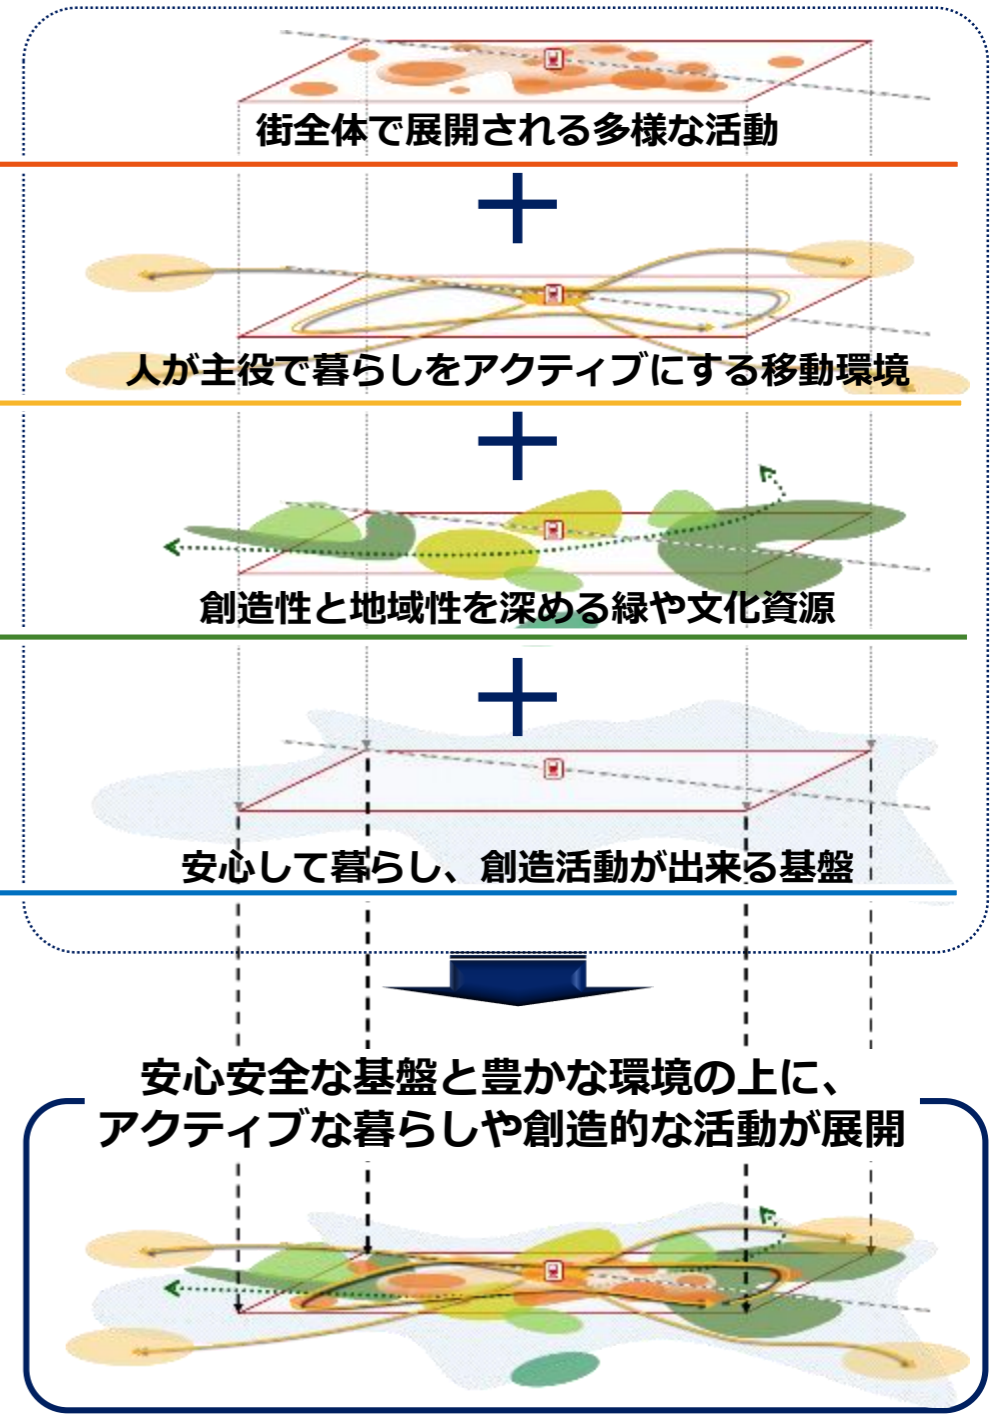 街全体で展開される多様な活動
人が主役で暮らしをアクティブにする移動環境
創造性と地域性を深める緑や文化資源
安心して暮らし、創造活動が出来る基盤
安心安全な基盤と豊かな環境の上に、
アクティブな暮らしや創造的な活動が展開